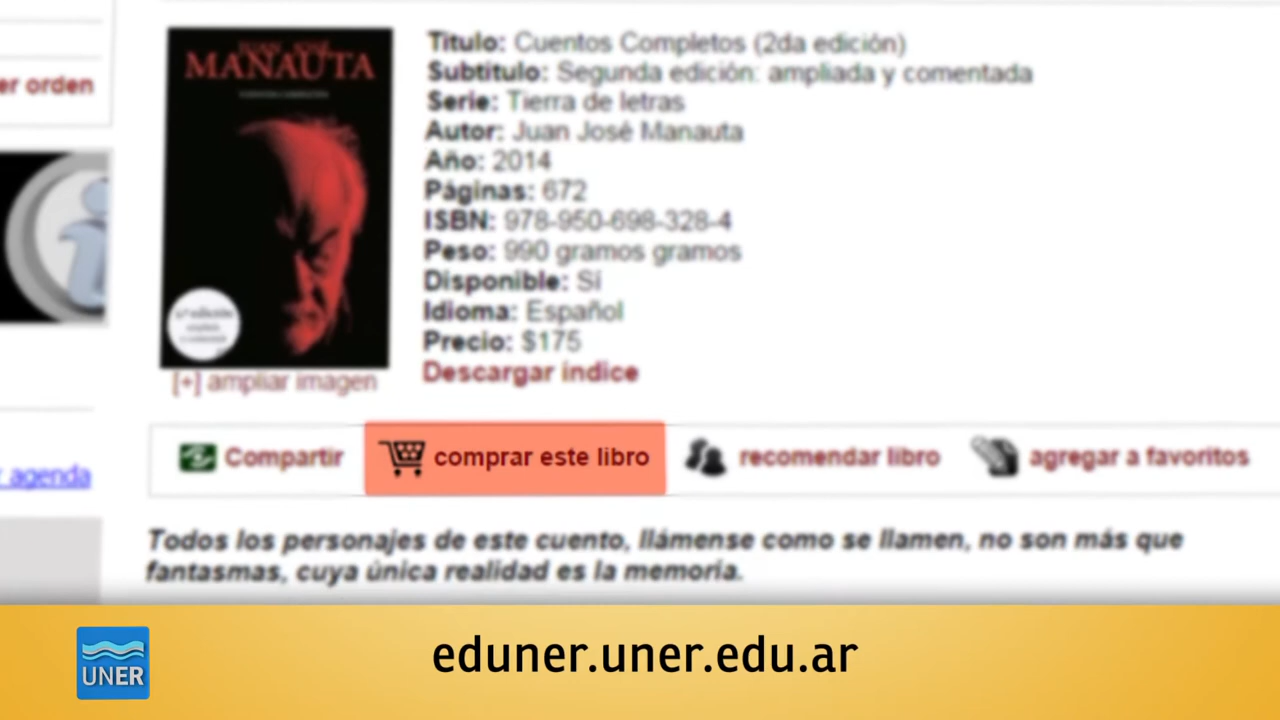 JUAN JOSÉ
MANAUTA
Título: Cuentos Completos (2da edición)
Subtítulo: Segunda edición: ampliada y comentada
Serie: Tierra de letras
Autor: Juan José Manauta
Año: 2014
Páginas: 672
ISBN: 978-950-698-328-4
Peso: 990 gramos gramos
Disponible: Sí
Idioma: Español
Precio: $175
Descargar índice
[+] ampliar imagen
er orden
Compartir
comprar este libro
recomendar libro
agregar a favoritos
r agenda
Todos los personajes de este cuento, llámense como se llamen, no son más que
fantasmas, cuya única realidad es la memoria.
UNER
eduner.uner.edu.ar